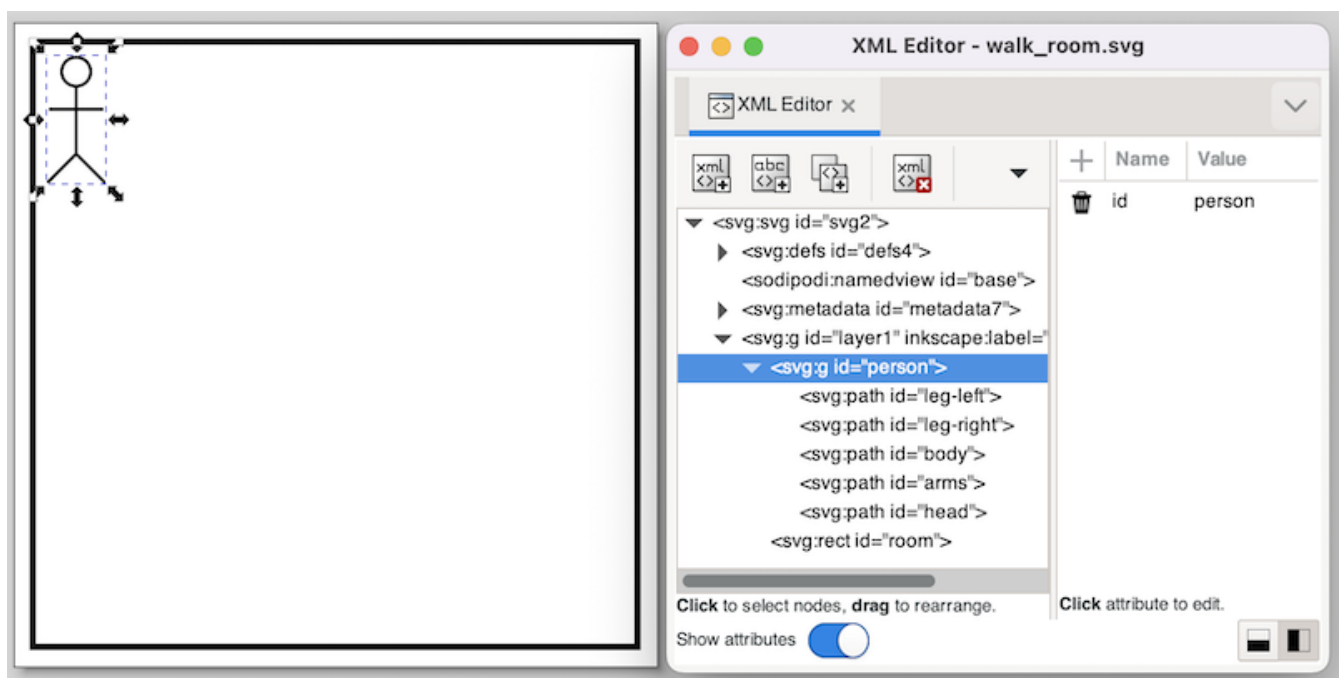 XML Editor - walk_room.svg
XML Editor
xml
abc
xml
Name Value
id person
<svg:svg id="svg2">
<svg:defs id="defs4">
<sodipodi:namedview id="base">
<svg:metadata id="metadata7">
<svg:g id="layer1" inkscape:label="
<svg:g id="person">
<svg:path id="leg-left">
<svg:path id="leg-right">
<svg:path id="body">
<svg:path id="arms">
<svg:path id="head">
<svg:rect id="room">
Click to select nodes, drag to rearrange.
Click attribute to edit.
Show attributes